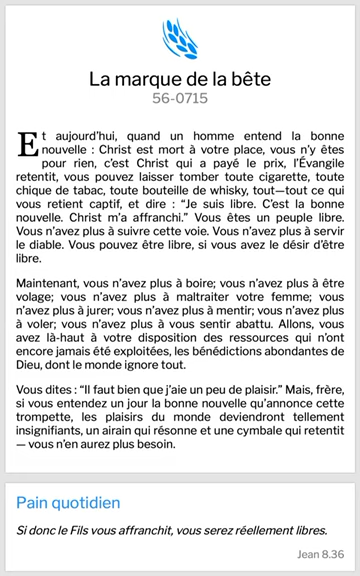 La marque de la bête
56-0715
Et aujourd'hui, quand un homme entend la bonne
nouvelle : Christ est mort à votre place, vous n'y êtes
pour rien, c'est Christ qui a payé le prix, l'Évangile
retentit, vous pouvez laisser tomber toute cigarette, toute
chique de tabac, toute bouteille de whisky, tout—tout ce qui
vous retient captif, et dire : “Je suis libre. C'est la bonne
nouvelle. Christ m'a affranchi.” Vous êtes un peuple libre.
Vous n'avez plus à suivre cette voie. Vous n'avez plus à servir
le diable. Vous pouvez être libre, si vous avez le désir d'être
libre.
Maintenant, vous n'avez plus à boire; vous n'avez plus à être
volage; vous n'avez plus à maltraiter votre femme; vous
n'avez plus à jurer; vous n'avez plus à mentir; vous n'avez plus
à voler; vous n'avez plus à vous sentir abattu. Allons, vous
avez là-haut à votre disposition des ressources qui n'ont
encore jamais été exploitées, les bénédictions abondantes de
Dieu, dont le monde ignore tout.
Vous dites : “Il faut bien que j'aie un peu de plaisir.” Mais, frère,
si vous entendez un jour la bonne nouvelle qu'annonce cette
trompette, les plaisirs du monde deviendront tellement
insignifiants, un airain qui résonne et une cymbale qui retentit
— vous n'en aurez plus besoin.
Pain quotidien
Si donc le Fils vous affranchit, vous serez réellement libres.
Jean 8.36